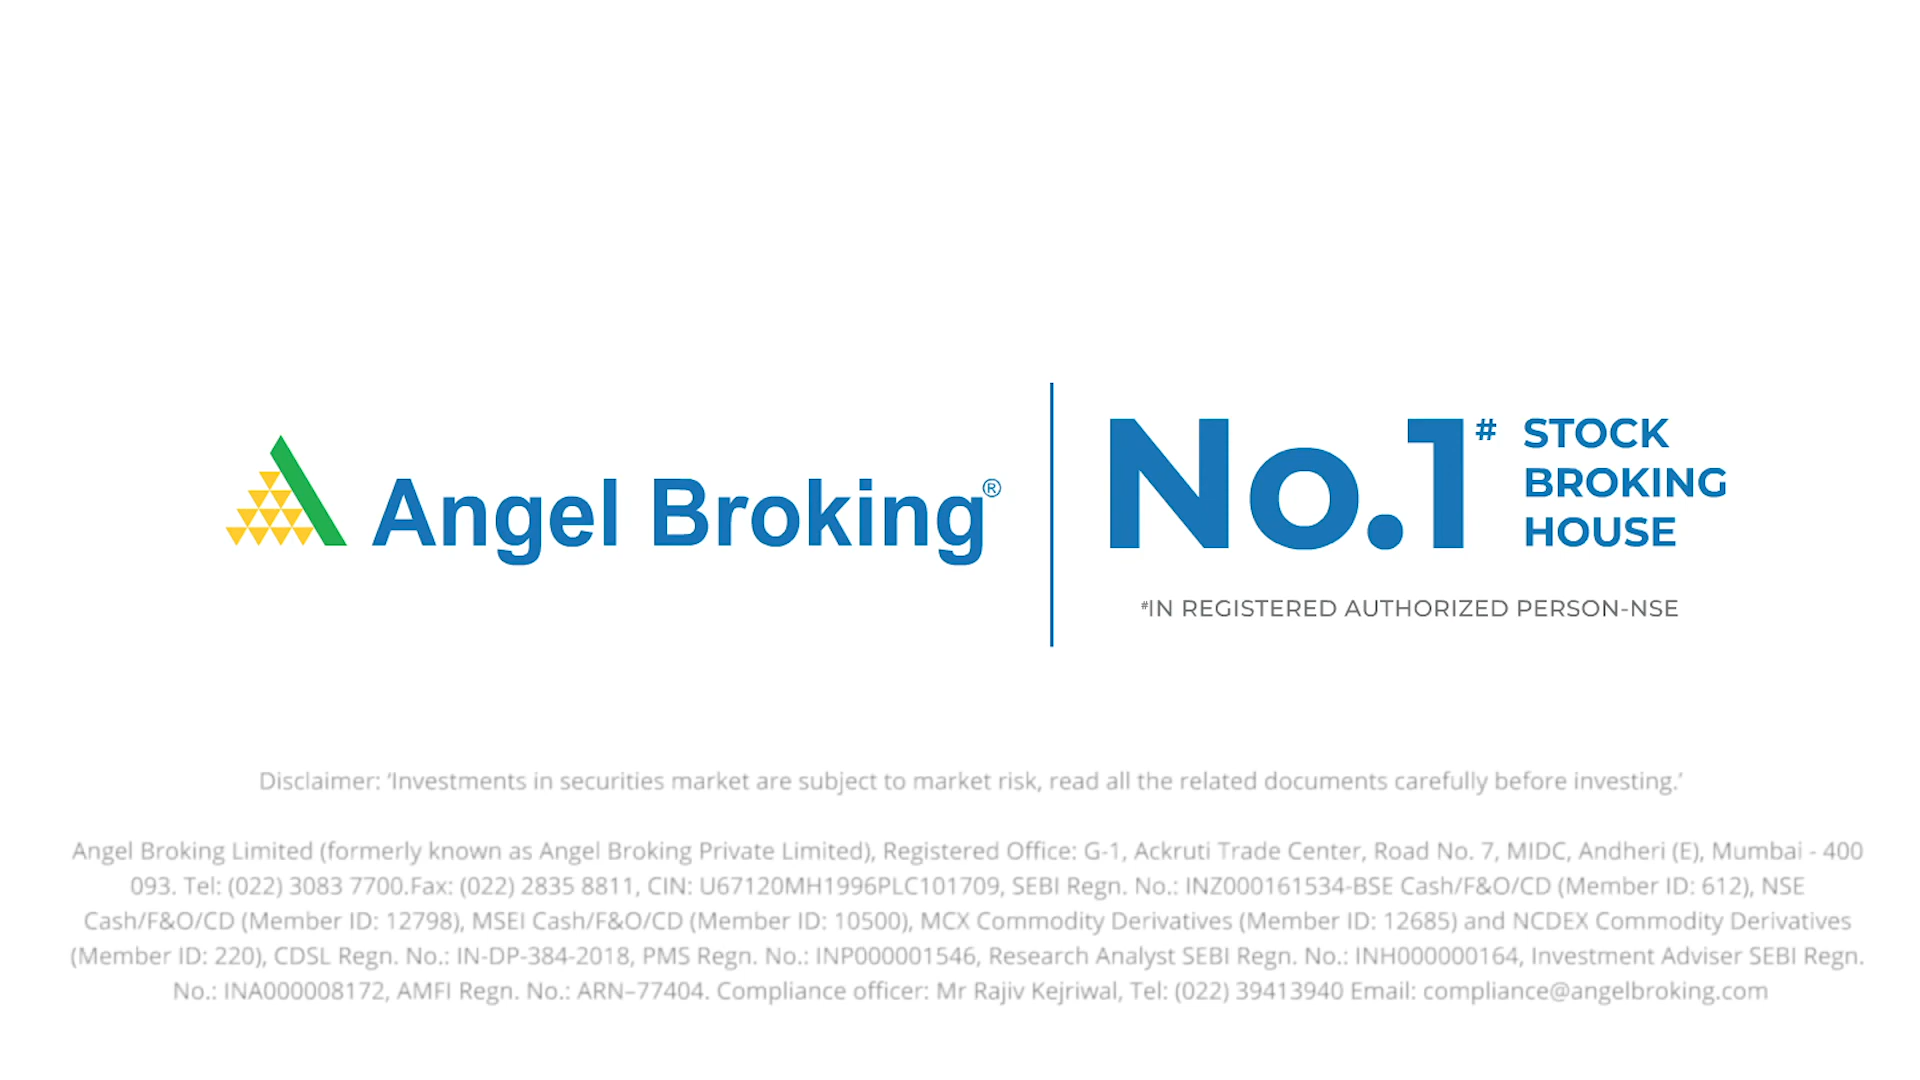 Angel Broking®
No.1# STOCK
BROKING
HOUSE
#IN REGISTERED AUTHORIZED PERSON-NSE
Disclaimer: ‘Investments in securities market are subject to market risk, read all the related documents carefully before investing.’
Angel Broking Limited (formerly known as Angel Broking Private Limited), Registered Office: G-1, Ackruti Trade Center, Road No. 7, MIDC, Andheri (E), Mumbai - 400
093. Tel: (022) 3083 7700.Fax: (022) 2835 8811, CIN: U67120MH1996PLC101709, SEBI Regn. No.: INZ000161534-BSE Cash/F&O/CD (Member ID: 612), NSE
Cash/F&O/CD (Member ID: 12798), MSEI Cash/F&O/CD (Member ID: 10500), MCX Commodity Derivatives (Member ID: 12685) and NCDEX Commodity Derivatives
(Member ID: 220), CDSL Regn. No.: IN-DP-384-2018, PMS Regn. No.: INP000001546, Research Analyst SEBI Regn. No.: INH000000164, Investment Adviser SEBI Regn.
No.: INA000008172, AMFI Regn. No.: ARN–77404. Compliance officer: Mr Rajiv Kejriwal, Tel: (022) 39413940 Email: compliance@angelbroking.com